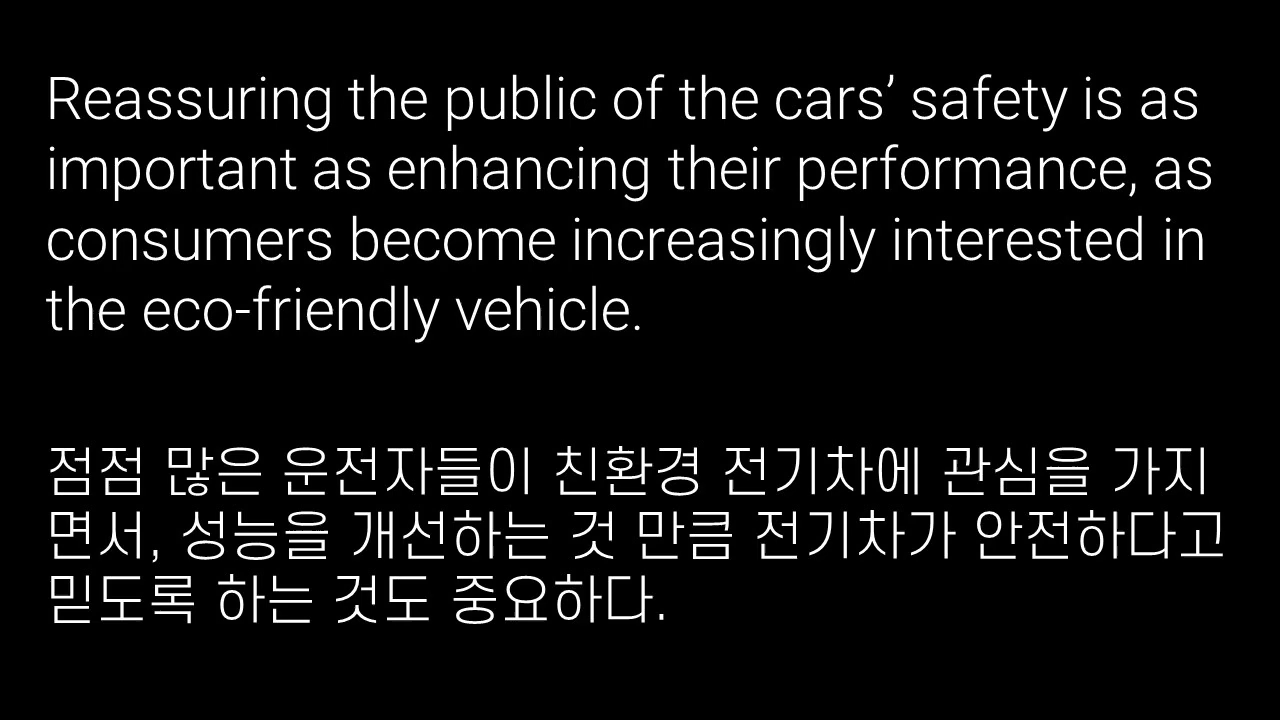 Reassuring the public of the cars’ safety is as
important as enhancing their performance, as
consumers become increasingly interested in
the eco-friendly vehicle.
점점 많은 운전자들이 친환경 전기차에 관심을 가지
면서, 성능을 개선하는 것 만큼 전기차가 안전하다고
믿도록 하는 것도 중요하다.